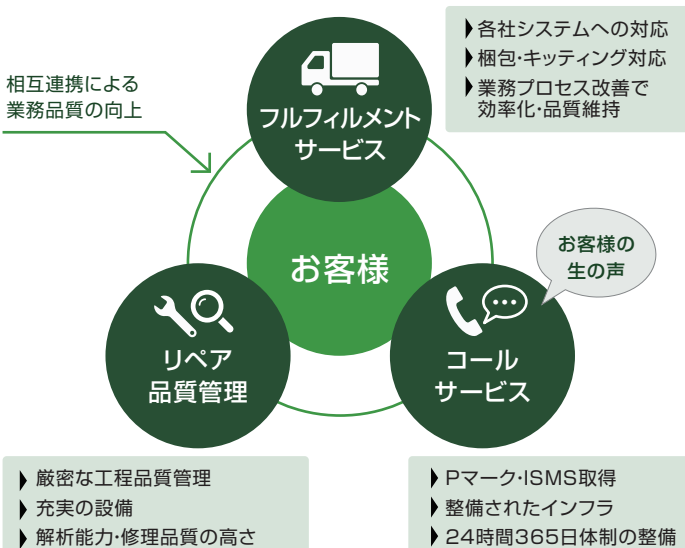 各社システムへの対応
梱包・キッティング対応
業務プロセス改善で
効率化・品質維持
相互連携による
業務品質の向上
フルフィルメント
サービス
お客様
お客様の
生の声
リペア
品質管理
コール
サービス
厳密な工程品質管理
充実の設備
解析能力・修理品質の高さ
Pマーク・ISMS取得
整備されたインフラ
24時間365日体制の整備